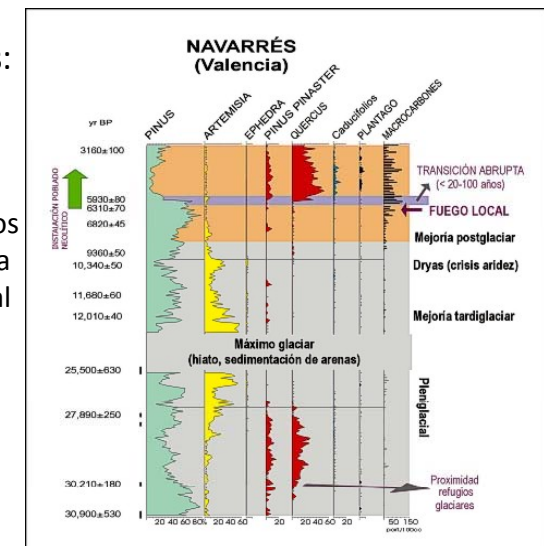 s:
os
a
al
NAVARRÉS
(Valencia)
yr BP
PINUS
ARTEMISIA
EPHEDRA
PINUS PINASTER
QUERCUS
Caducifolios
PLANTAGO
MACROCARBONES
3160±100
5930±80
6310±70
6820±45
9360±50
10,340±50
11,680±60
12,010±40
25,500±630
27,890±250
30.210±180
30,900±530
INSTALACIÓN POBLADO
NEOLÍTICO
TRANSICIÓN ABRUPTA
(< 20-100 años)
FUEGO LOCAL
Mejoría postglaciar
Dryas (crisis aridez)
Mejoría tardiglaciar
Máximo glaciar
(hiato, sedimentación de arenas)
Pleniglacial
Proximidad
refugios
glaciares
20 40 60 80%
20 40 60
20
20 40 60
20
50 150